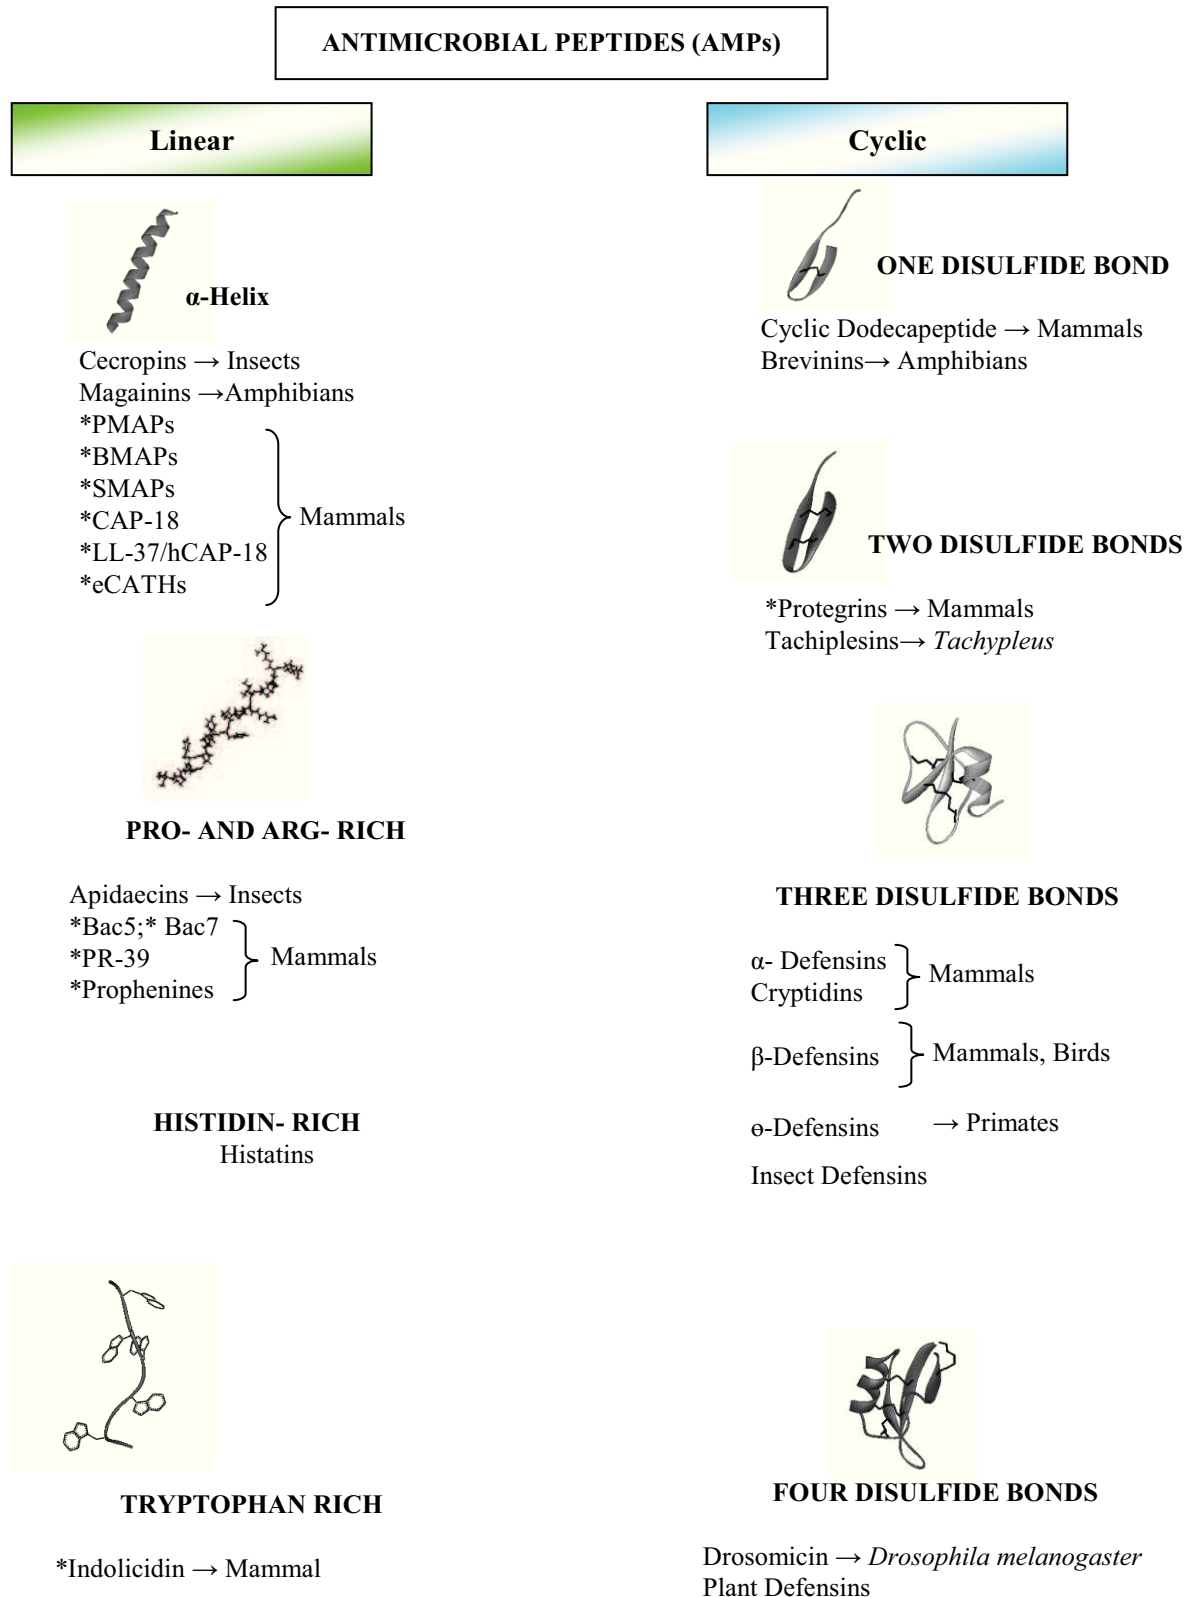 ANTIMICROBIAL PEPTIDES (AMPs)
Linear
α-Helix
Cecropins → Insects
Magainins →Amphibians
*PMAPs
*BMAPs
*SMAPs
*CAP-18
*LL-37/hCAP-18
*eCATHs
Mammals
PRO- AND ARG- RICH
Apidaecins → Insects
*Bac5;* Bac7
*PR-39
*Prophenines
Mammals
HISTIDIN- RICH
Histatins
TRYPTOPHAN RICH
*Indolicidin → Mammal
Cyclic
ONE DISULFIDE BOND
Cyclic Dodecapeptide → Mammals
Brevinins→ Amphibians
TWO DISULFIDE BONDS
*Protegrins → Mammals
Tachiplesins→ Tachypleus
THREE DISULFIDE BONDS
α- Defensins
Cryptidins
Mammals
β-Defensins
Mammals, Birds
ɵ-Defensins → Primates
Insect Defensins
FOUR DISULFIDE BONDS
Drosomicin → Drosophila melanogaster
Plant Defensins